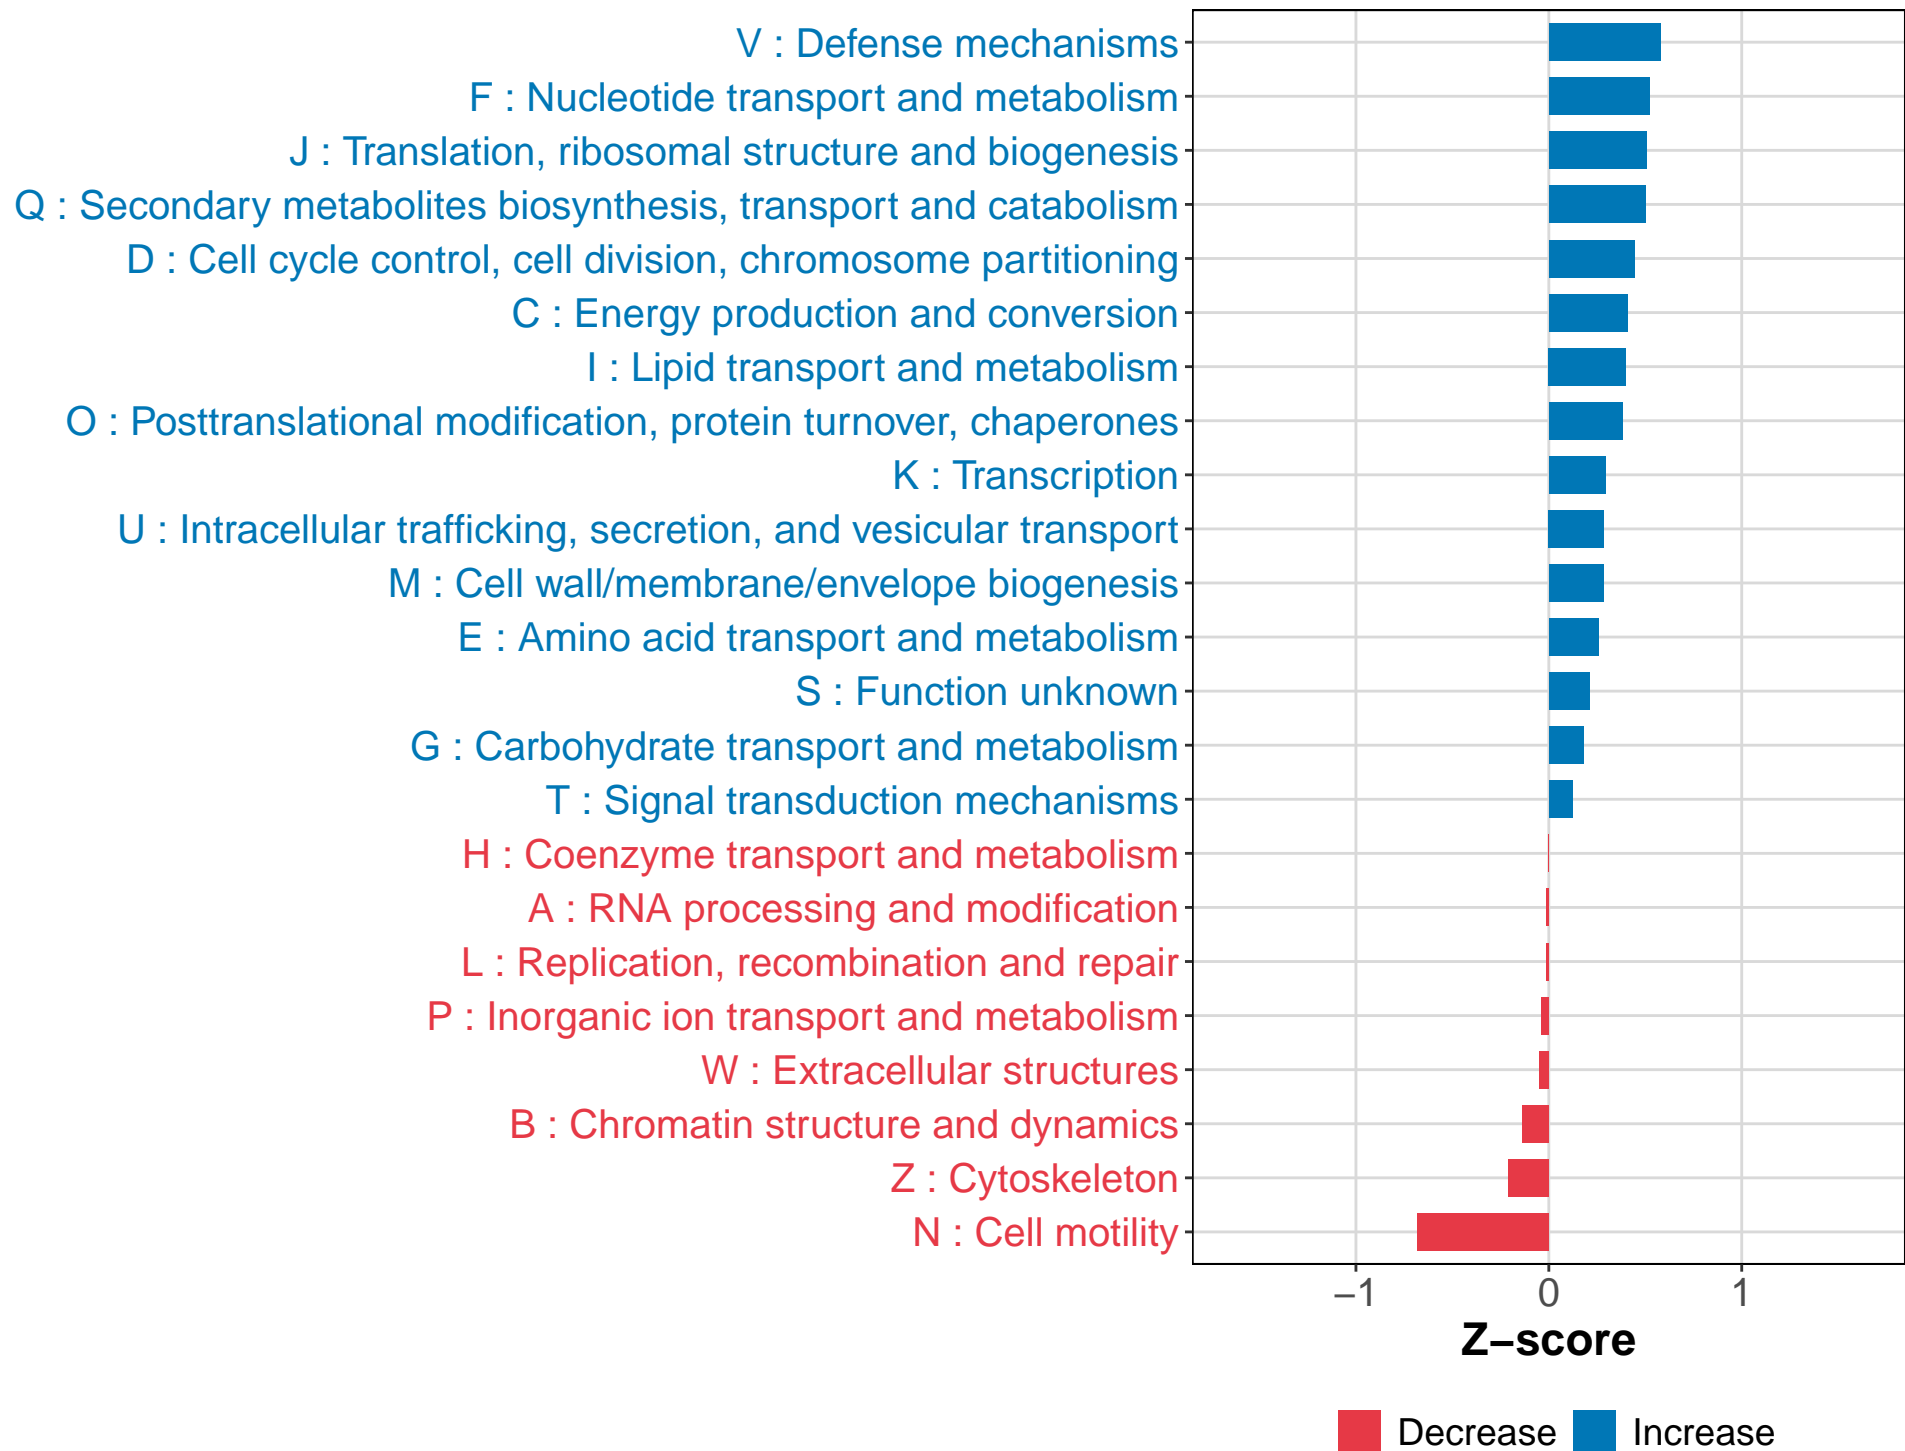 V : Defense mechanisms
F : Nucleotide transport and metabolism
J : Translation, ribosomal structure and biogenesis
Q : Secondary metabolites biosynthesis, transport and catabolism
D : Cell cycle control, cell division, chromosome partitioning
C : Energy production and conversion
I : Lipid transport and metabolism
O : Posttranslational modification, protein turnover, chaperones
K : Transcription
U : Intracellular trafficking, secretion, and vesicular transport
M : Cell wall/membrane/envelope biogenesis
E : Amino acid transport and metabolism
S : Function unknown
G : Carbohydrate transport and metabolism
T : Signal transduction mechanisms
H : Coenzyme transport and metabolism
A : RNA processing and modification
L : Replication, recombination and repair
P : Inorganic ion transport and metabolism
W : Extracellular structures
B : Chromatin structure and dynamics
Z : Cytoskeleton
N : Cell motility
−1 0 1
Z−score
Decrease Increase